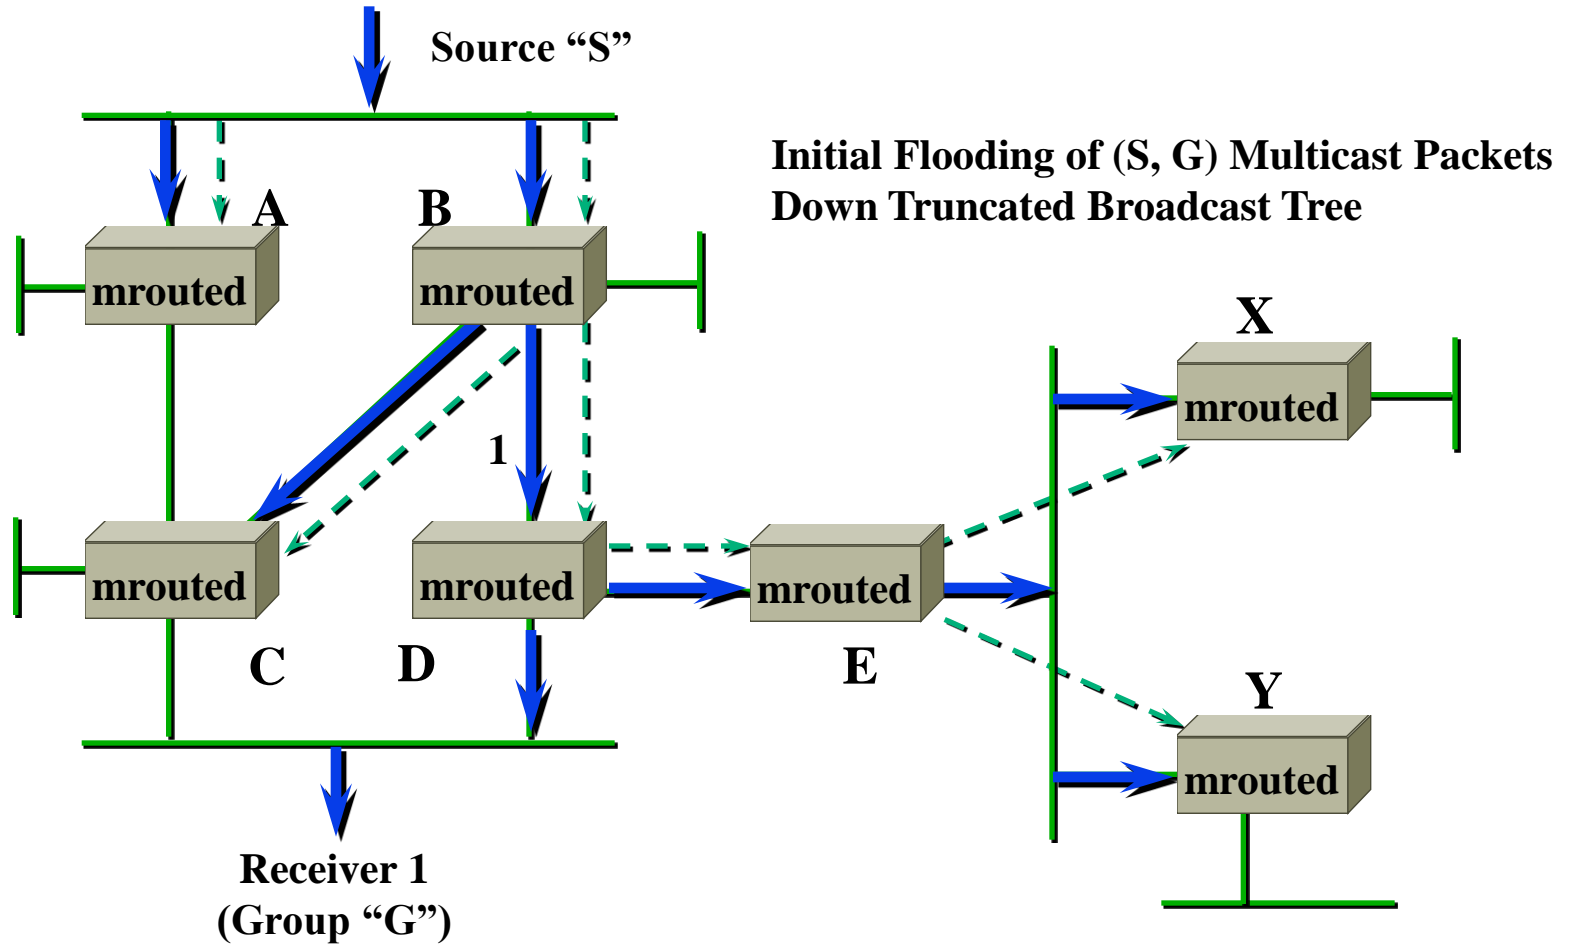 Source “S”
Initial Flooding of (S, G) Multicast Packets
Down Truncated Broadcast Tree
A
B
mrouted
mrouted
X
mrouted
1
mrouted
mrouted
mrouted
C
D
E
Y
mrouted
Receiver 1
(Group “G”)